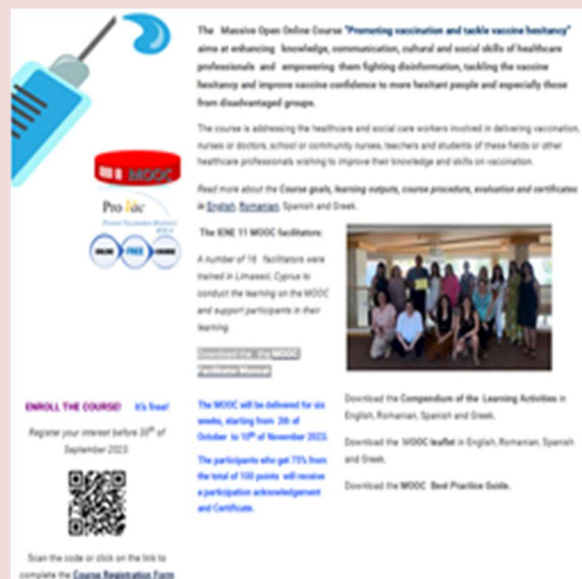 The Massive Open Online Course "Promoting vaccination and tackle vaccine hesitancy"
aims at enhancing knowledge, communication, cultural and social skills of healthcare
professionals and empowering them fighting disinformation, tackling the vaccine
hesitancy and improve vaccine confidence to more hesitant people and especially those
from disadvantaged groups.
The course is addressing the healthcare and social care workers involved in delivering vaccination,
nurses or doctors, school or community nurses, teachers and students of these fields or other
healthcare professionals wishing to improve their knowledge and skills on vaccination.
Read more about the Course goals, learning outputs, course procedure, evaluation and certificates
in English, Romanian, Spanish and Greek.
MOOC
ONLINE FREE COURSE
The IENE 11 MOOC facilitators:
A number of 16 facilitators were
trained in Limassol, Cyprus to
conduct the learning on the MOOC
and support participants in their
learning.
Download the the MOOC
Facilitator Manual
ENROLL THE COURSE! It's free!
Register your interest before 30th of
September 2023.
Scan the code or click on the link to
complete the Course Registration Form
The MOOC will be delivered for six
weeks, starting from 2th of
October to 10th of November 2023.
The participants who get 75% from
the total of 100 points will receive
a participation acknowledgement
and Certificate.
Download the Compendium of the Learning Activities in
English, Romanian, Spanish and Greek.
Download the MOOC leaflet in English, Romanian, Spanish
and Greek.
Download the MOOC Best Practice Guide.